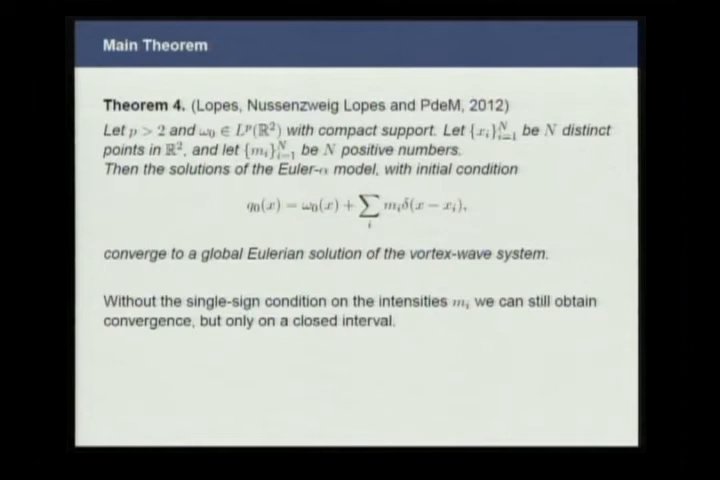 Main Theorem
Theorem 4. (Lopes, Nussenzweig Lopes and PdeM, 2012)
Let p > 2 and ω₀ ∈ Lᵖ(ℝ²) with compact support. Let {xᵢ}ᵢ₌₁ᴺ be N distinct
points in ℝ², and let {mᵢ}ᵢ₌₁ᴺ be N positive numbers.
Then the solutions of the Euler-α model, with initial condition
q₀(x) = ω₀(x) + ∑ᵢ mᵢδ(x − xᵢ),
converge to a global Eulerian solution of the vortex-wave system.
Without the single-sign condition on the intensities mᵢ we can still obtain
convergence, but only on a closed interval.